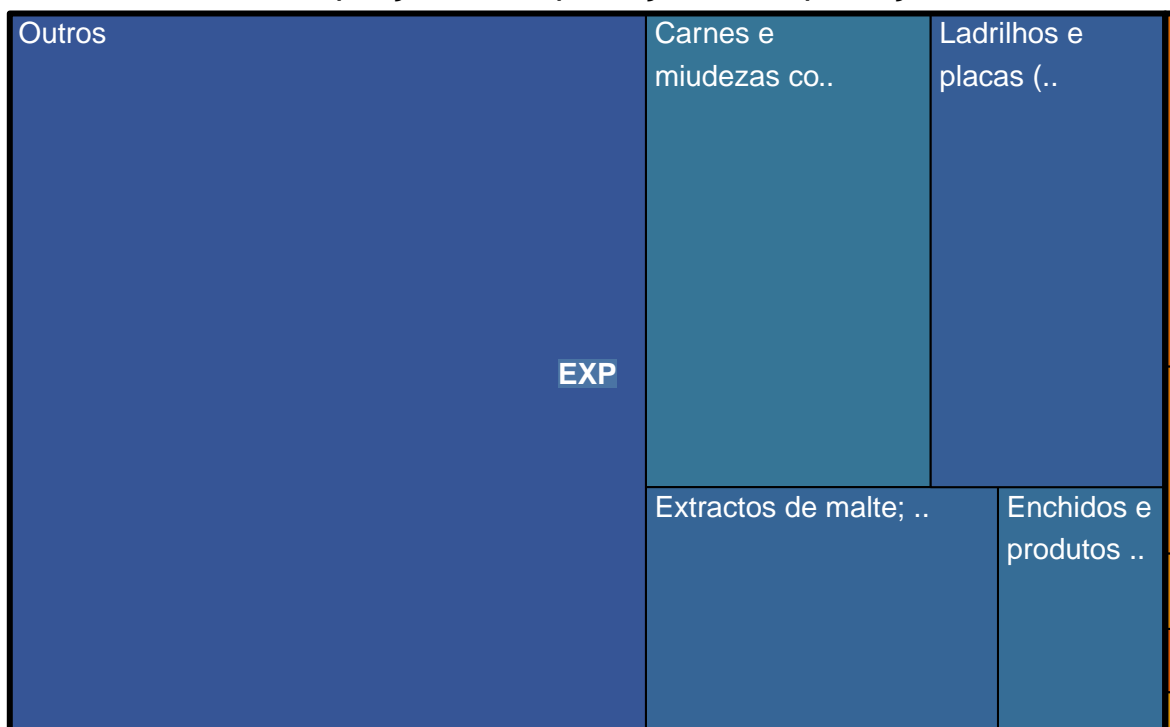 Outros
Carnes e
miudezas co..
Ladrilhos e
placas (..
EXP
Extractos de malte; ..
Enchidos e
produtos ..